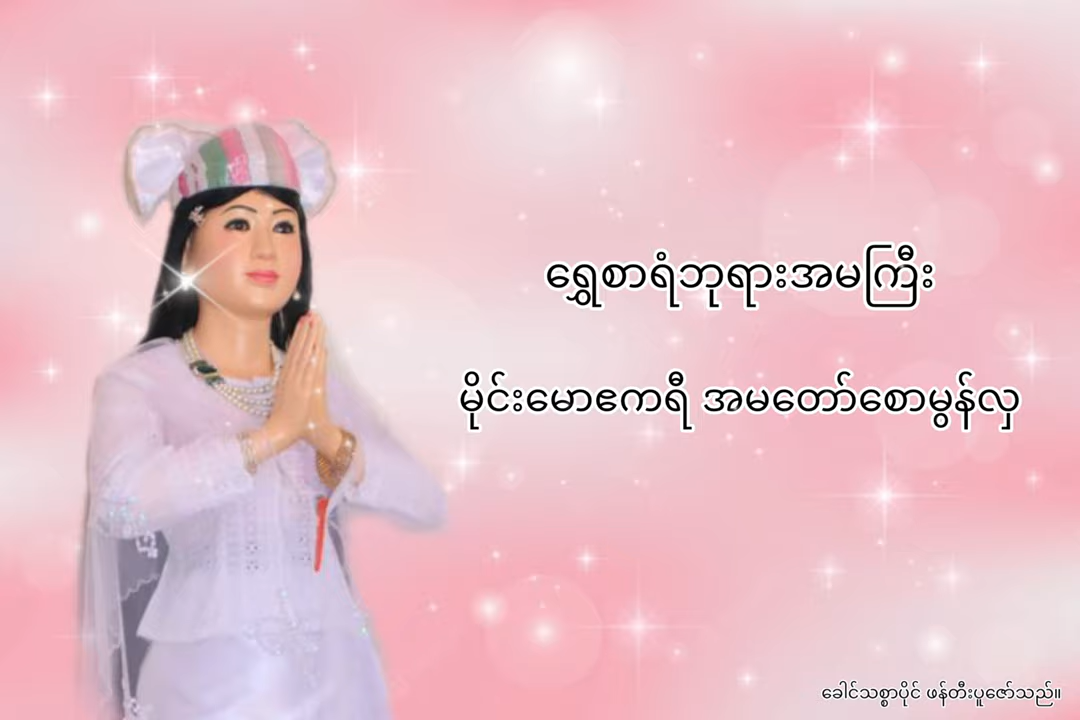 ရွှေစာရံဘုရားအမကြီး
မိုင်းမောဧကရီ အမတော်စောမွန်လှ
ခေါင်သစ္စာပိုင် ဖန်တီးပူဇော်သည်။